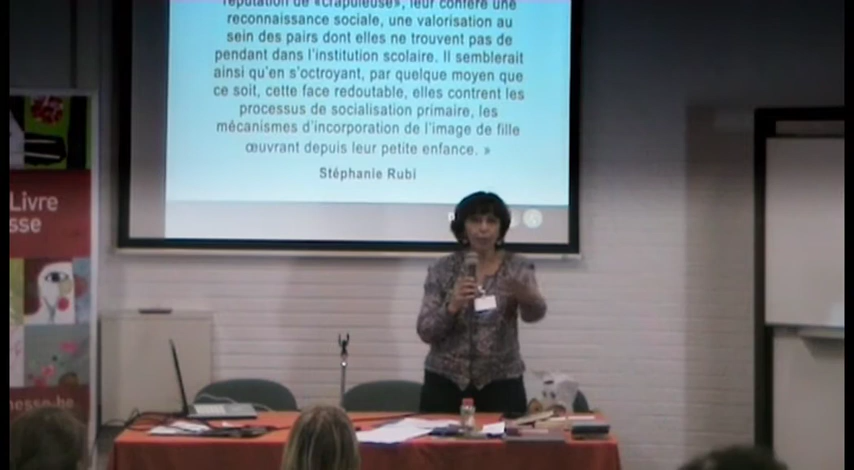 réputation de «crapuleuse», leur confère une
reconnaissance sociale, une valorisation au
sein des pairs dont elles ne trouvent pas de
pendant dans l'institution scolaire. Il semblerait
ainsi qu'en s'octroyant, par quelque moyen que
ce soit, cette face redoutable, elles contrent les
processus de socialisation primaire, les
mécanismes d'incorporation de l'image de fille
œuvrant depuis leur petite enfance. »
Stéphanie Rubi
Livre
sse
nesse.be